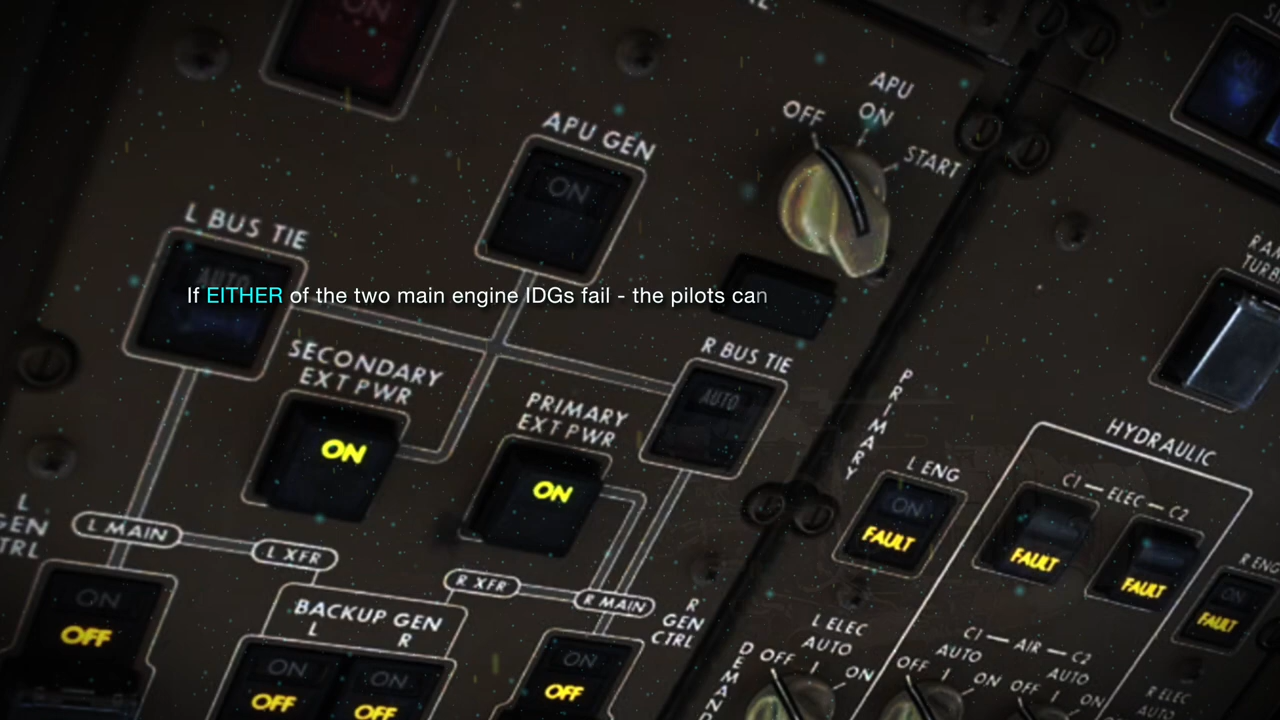 ON
APU GEN
ON
APU
OFF
ON
START
L BUS TIE
AUTO
If EITHER of the two main engine IDGs fail - the pilots can
SECONDARY
EXT PWR
ON
PRIMARY
EXT PWR
ON
R BUS TIE
AUTO
PRIMARY
L ENG
ON
FAULT
HYDRAULIC
C1 — ELEC — C2
FAULT
FAULT
R ENG
ON
FAULT
L MAIN
L XFR
R XFR
R MAIN
L
GEN
ON
OFF
BACKUP GEN
L
R
ON
OFF
ON
OFF
R
GEN
CTRL
ON
OFF
DEMAND
L ELEC
AUTO
OFF
ON
C1 — AIR — C2
AUTO
OFF
ON
AUTO
OFF
ON
R ELEC
AUTO